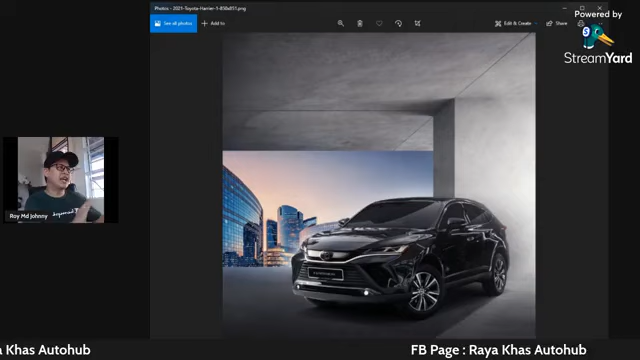 Photos - 2021-Toyota-Harrier-1-850x851.png
See all photos
Add to
Edit & Create
Share
Powered by
StreamYard
Roy Md Johnny
a Khas Autohub
FB Page : Raya Khas Autohub